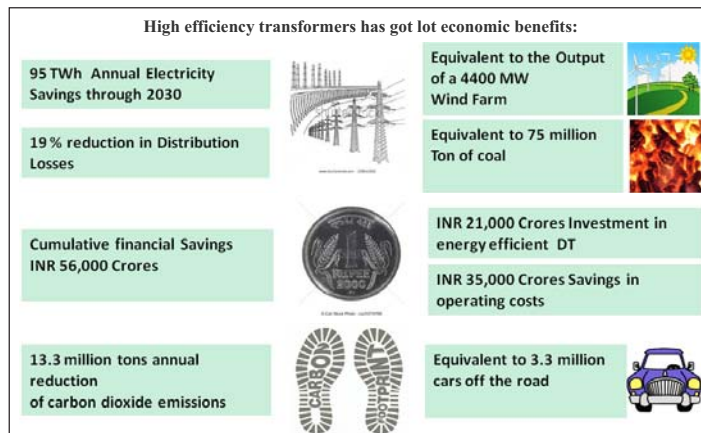 High efficiency transformers has got lot economic benefits:
95 TWh Annual Electricity
Savings through 2030
Equivalent to the Output
of a 4400 MW
Wind Farm
19 % reduction in Distribution
Losses
Equivalent to 75 million
Ton of coal
Cumulative financial Savings
INR 56,000 Crores
1
RUPEE
2000
INR 21,000 Crores Investment in
energy efficient DT
INR 35,000 Crores Savings in
operating costs
13.3 million tons annual
reduction
of carbon dioxide emissions
CARBON
FOOTPRINT
Equivalent to 3.3 million
cars off the road